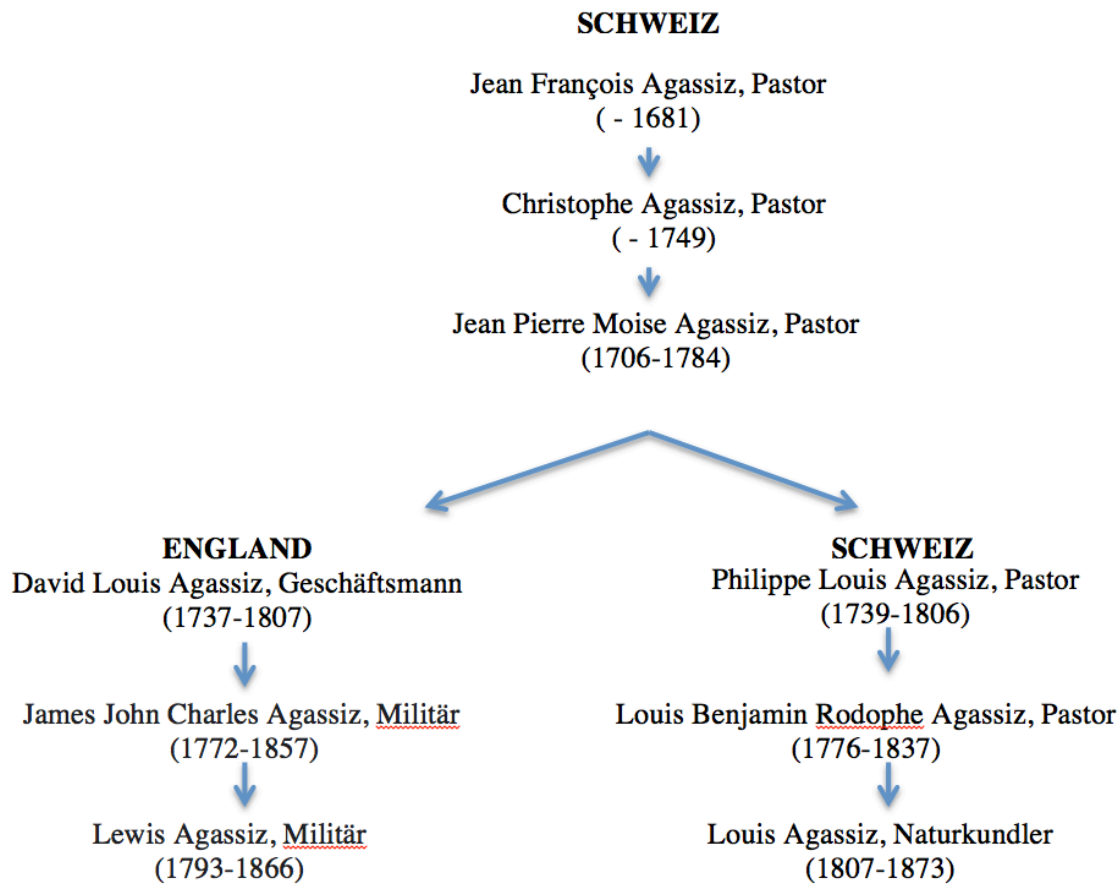 SCHWEIZ
Jean François Agassiz, Pastor
( - 1681)
Christophe Agassiz, Pastor
( - 1749)
Jean Pierre Moise Agassiz, Pastor
(1706-1784)
ENGLAND
David Louis Agassiz, Geschäftsmann
(1737-1807)
James John Charles Agassiz, Militär
(1772-1857)
Lewis Agassiz, Militär
(1793-1866)
SCHWEIZ
Philippe Louis Agassiz, Pastor
(1739-1806)
Louis Benjamin Rodophe Agassiz, Pastor
(1776-1837)
Louis Agassiz, Naturkundler
(1807-1873)